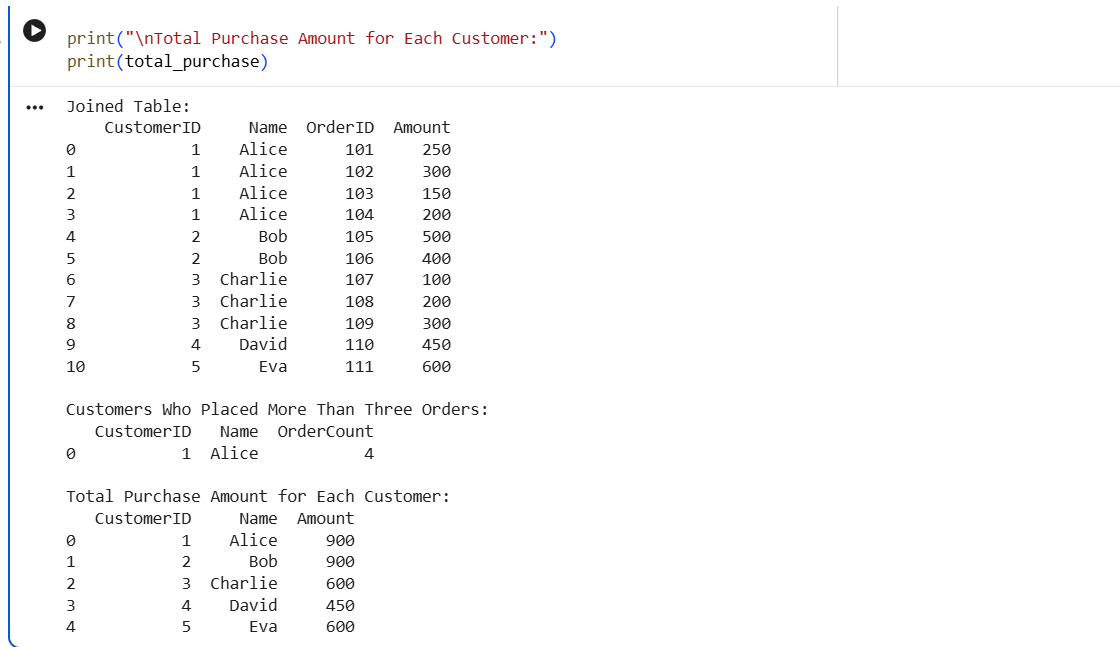 print("\nTotal Purchase Amount for Each Customer:")
print(total_purchase)
Joined Table:
    CustomerID     Name  OrderID  Amount
0            1    Alice      101     250
1            1    Alice      102     300
2            1    Alice      103     150
3            1    Alice      104     200
4            2      Bob      105     500
5            2      Bob      106     400
6            3  Charlie      107     100
7            3  Charlie      108     200
8            3  Charlie      109     300
9            4    David      110     450
10           5      Eva      111     600
Customers Who Placed More Than Three Orders:
   CustomerID   Name  OrderCount
0           1  Alice           4
Total Purchase Amount for Each Customer:
   CustomerID     Name  Amount
0           1    Alice     900
1           2      Bob     900
2           3  Charlie     600
3           4    David     450
4           5      Eva     600